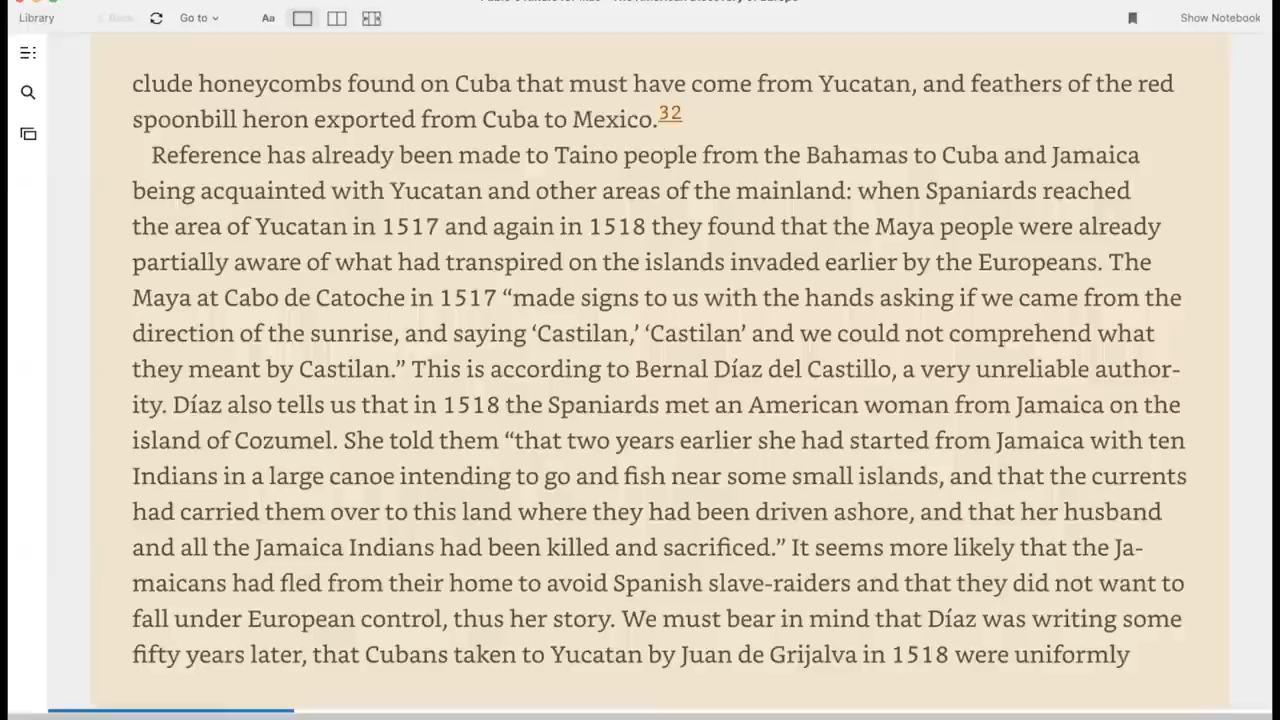 Library
Back
Go to
Aa
Show Notebook
clude honeycombs found on Cuba that must have come from Yucatan, and feathers of the red
spoonbill heron exported from Cuba to Mexico.32
Reference has already been made to Taino people from the Bahamas to Cuba and Jamaica
being acquainted with Yucatan and other areas of the mainland: when Spaniards reached
the area of Yucatan in 1517 and again in 1518 they found that the Maya people were already
partially aware of what had transpired on the islands invaded earlier by the Europeans. The
Maya at Cabo de Catoche in 1517 “made signs to us with the hands asking if we came from the
direction of the sunrise, and saying ‘Castilan,’ ‘Castilan’ and we could not comprehend what
they meant by Castilan.” This is according to Bernal Díaz del Castillo, a very unreliable author-
ity. Díaz also tells us that in 1518 the Spaniards met an American woman from Jamaica on the
island of Cozumel. She told them “that two years earlier she had started from Jamaica with ten
Indians in a large canoe intending to go and fish near some small islands, and that the currents
had carried them over to this land where they had been driven ashore, and that her husband
and all the Jamaica Indians had been killed and sacrificed.” It seems more likely that the Ja-
maicans had fled from their home to avoid Spanish slave-raiders and that they did not want to
fall under European control, thus her story. We must bear in mind that Díaz was writing some
fifty years later, that Cubans taken to Yucatan by Juan de Grijalva in 1518 were uniformly